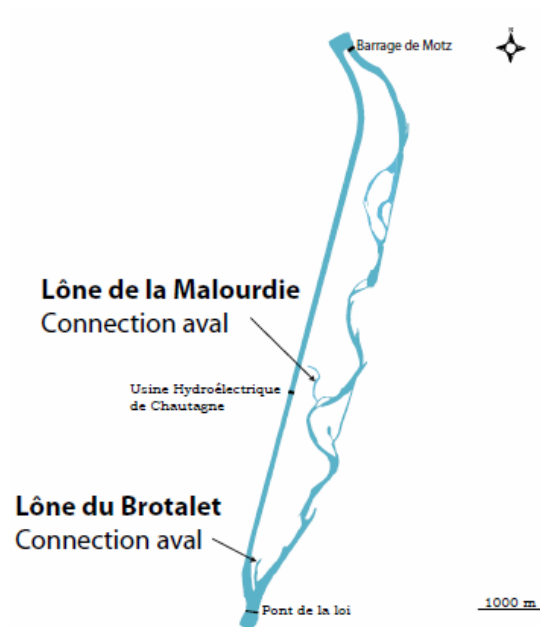 N
Barrage de Motz
Lône de la Malourdie
Connection aval
Usine Hydroélectrique
de Chautagne
Lône du Brotalet
Connection aval
Pont de la loi
1000 m